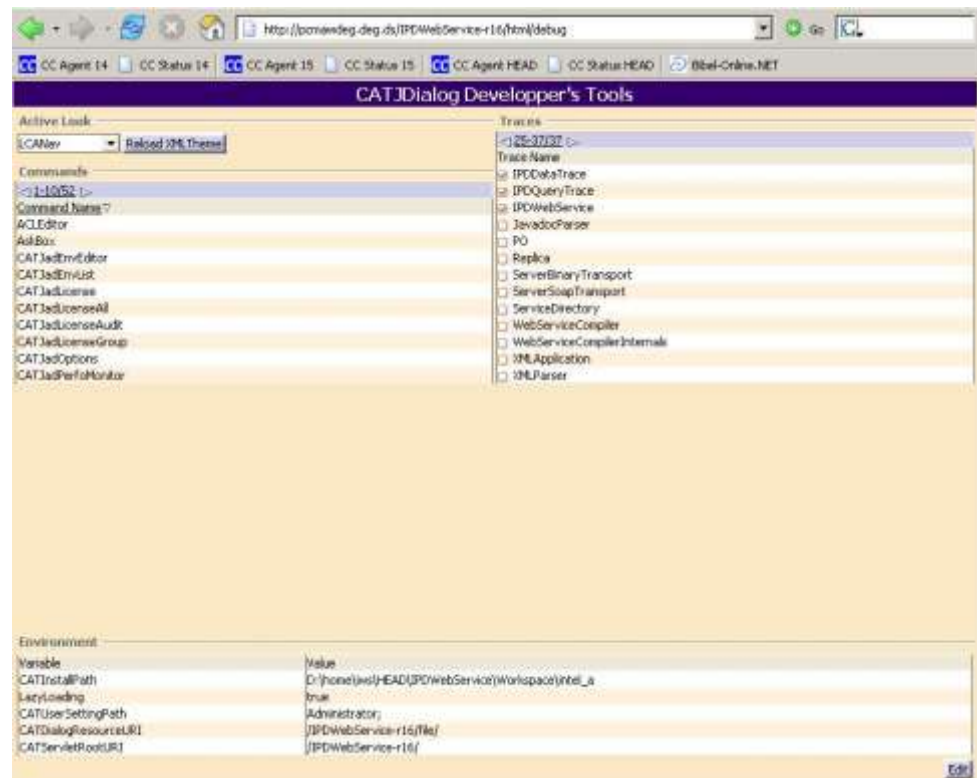 http://pcmawdeg.deg.ds/IPDWebService-r16/html/debug
Go
CC Agent 14 CC Status 14 CC Agent 15 CC Status 15 CC Agent HEAD CC Status HEAD Bibel-Online.NET
CATJDialog Developper's Tools
Active Look
LCANav Reload XML Theme
Commands
1-10/52
Command Name
ACLEditor
AskBox
CATJadEnvEditor
CATJadEnvList
CATJadLicense
CATJadLicenseAll
CATJadLicenseAudit
CATJadLicenseGroup
CATJadOptions
CATJadPerfoMonitor
Traces
25-37/37
Trace Name
IPDDataTrace
IPDQueryTrace
IPDWebService
JavadocParser
PO
Replica
ServerBinaryTransport
ServerSoapTransport
ServiceDirectory
WebServiceCompiler
WebServiceCompilerInternals
XMLApplication
XMLParser
Environment
Variable Value
CATInstallPath D:\home\jws\HEAD\IPDWebService\Workspace\intel_a
LazyLoading true
CATUserSettingPath Administrator;
CATDialogResourceURI /IPDWebService-r16/file/
CATServletRootURI /IPDWebService-r16/
Edit